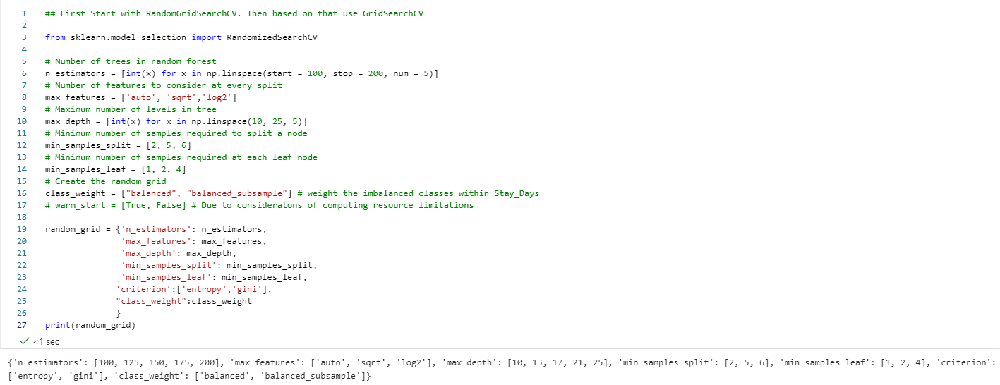 1 ## First Start with RandomGridSearchCV. Then based on that use GridSearchCV
2
3 from sklearn.model_selection import RandomizedSearchCV
4
5 # Number of trees in random forest
6 n_estimators = [int(x) for x in np.linspace(start = 100, stop = 200, num = 5)]
7 # Number of features to consider at every split
8 max_features = ['auto', 'sqrt','log2']
9 # Maximum number of levels in tree
10 max_depth = [int(x) for x in np.linspace(10, 25, 5)]
11 # Minimum number of samples required to split a node
12 min_samples_split = [2, 5, 6]
13 # Minimum number of samples required at each leaf node
14 min_samples_leaf = [1, 2, 4]
15 # Create the random grid
16 class_weight = ["balanced", "balanced_subsample"] # weight the imbalanced classes within Stay_Days
17 # warm_start = [True, False] # Due to consideratons of computing resource limitations
18
19 random_grid = {'n_estimators': n_estimators,
20 'max_features': max_features,
21 'max_depth': max_depth,
22 'min_samples_split': min_samples_split,
23 'min_samples_leaf': min_samples_leaf,
24 'criterion':['entropy','gini'],
25 "class_weight":class_weight
26 }
27 print(random_grid)
<1 sec
{'n_estimators': [100, 125, 150, 175, 200], 'max_features': ['auto', 'sqrt', 'log2'], 'max_depth': [10, 13, 17, 21, 25], 'min_samples_split': [2, 5, 6], 'min_samples_leaf': [1, 2, 4], 'criterion':
['entropy', 'gini'], 'class_weight': ['balanced', 'balanced_subsample']}